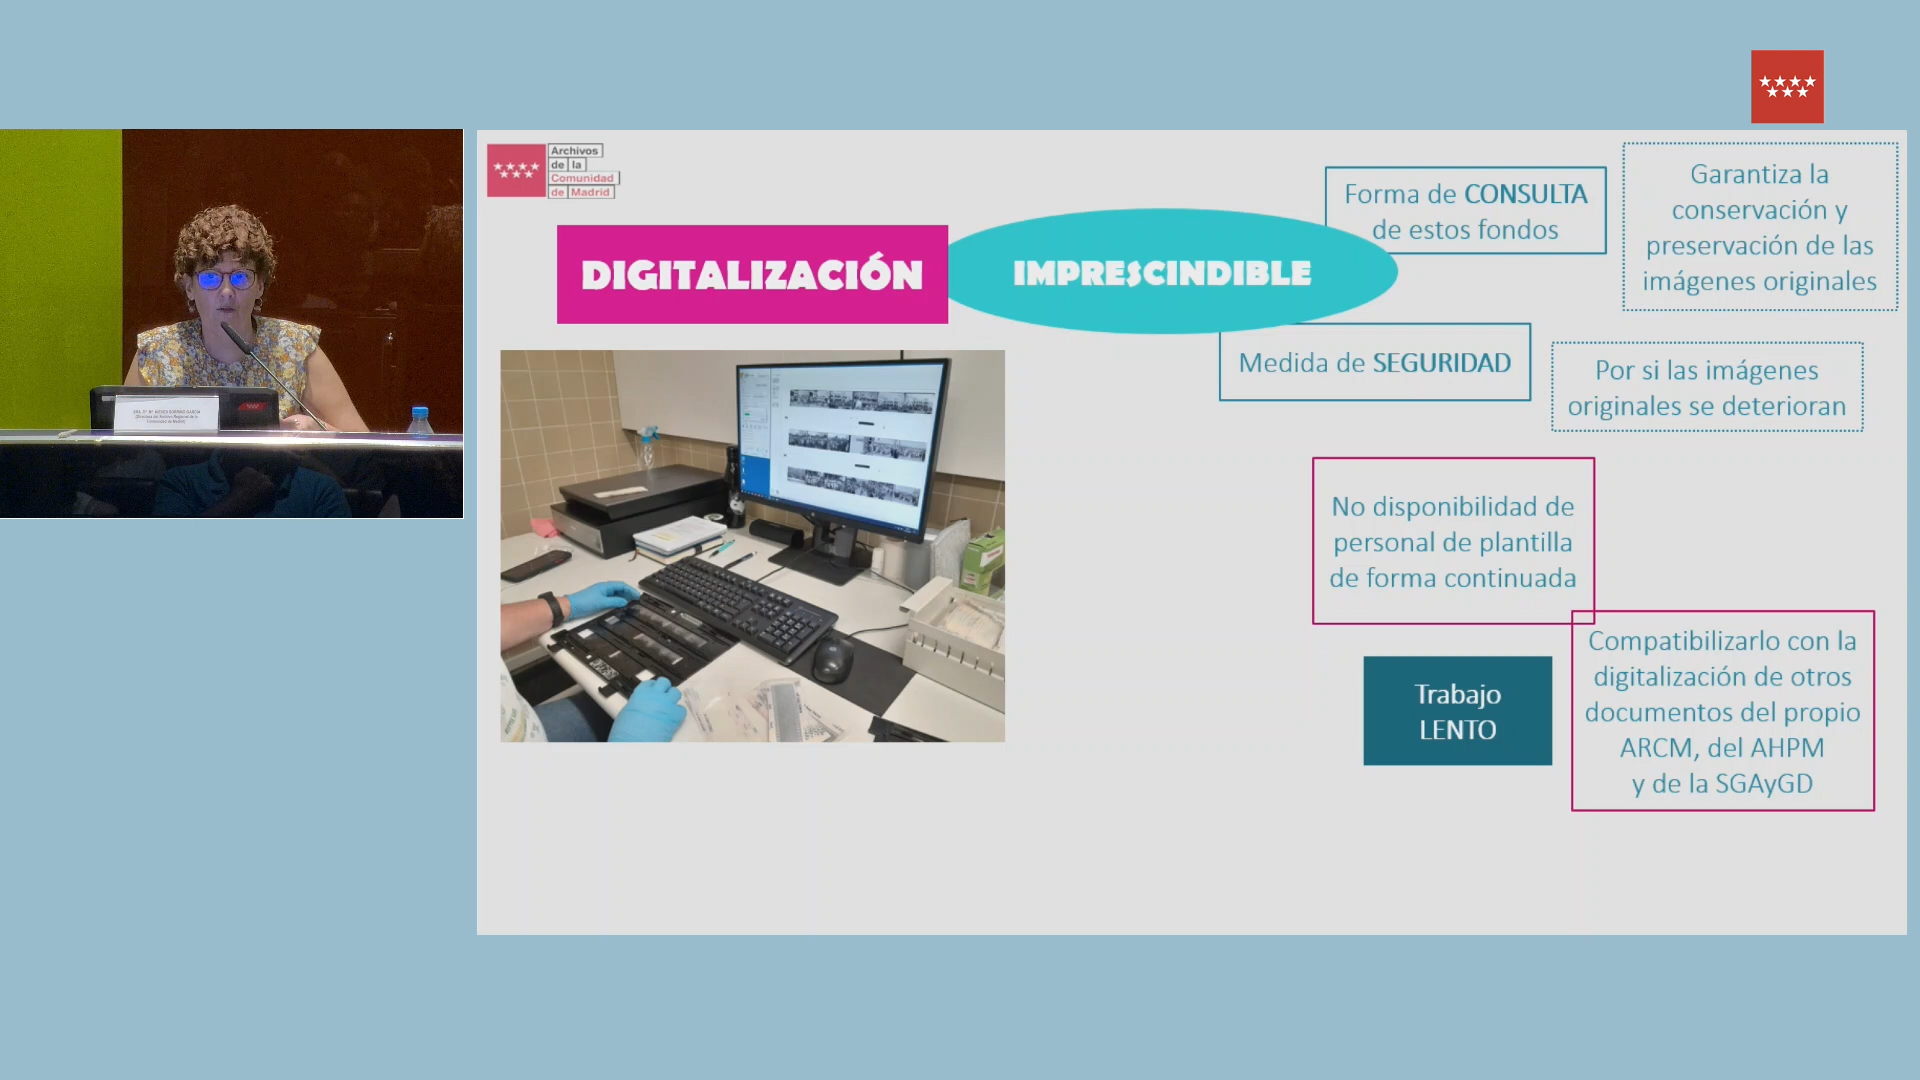 Archivos
de la
Comunidad
de Madrid
DIGITALIZACIÓN
IMPRESCINDIBLE
Forma de CONSULTA
de estos fondos
Garantiza la
conservación y
preservación de las
imágenes originales
Medida de SEGURIDAD
Por si las imágenes
originales se deterioran
No disponibilidad de
personal de plantilla
de forma continuada
Trabajo
LENTO
Compatibilizarlo con la
digitalización de otros
documentos del propio
ARCM, del AHPM
y de la SGAyGD